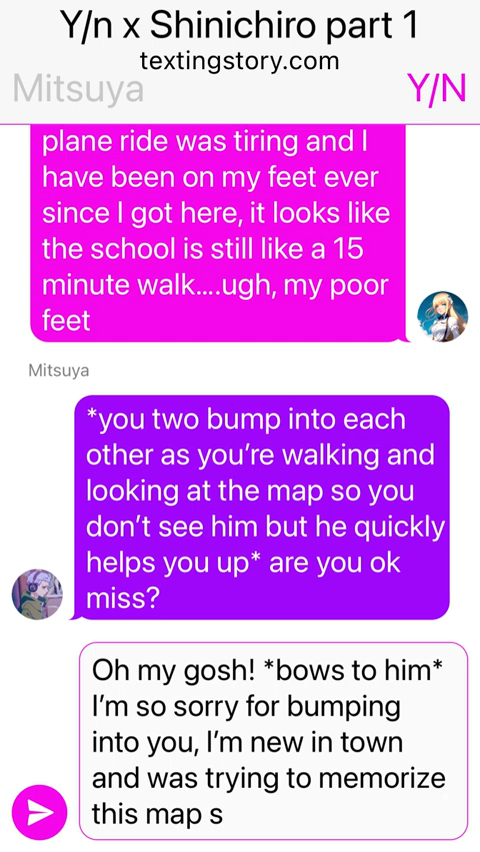 Y/n x Shinichiro part 1
textingstory.com
Mitsuya
Y/N
plane ride was tiring and I
have been on my feet ever
since I got here, it looks like
the school is still like a 15
minute walk....ugh, my poor
feet
Mitsuya
*you two bump into each
other as you’re walking and
looking at the map so you
don’t see him but he quickly
helps you up* are you ok
miss?
Oh my gosh! *bows to him*
I’m so sorry for bumping
into you, I’m new in town
and was trying to memorize
this map s